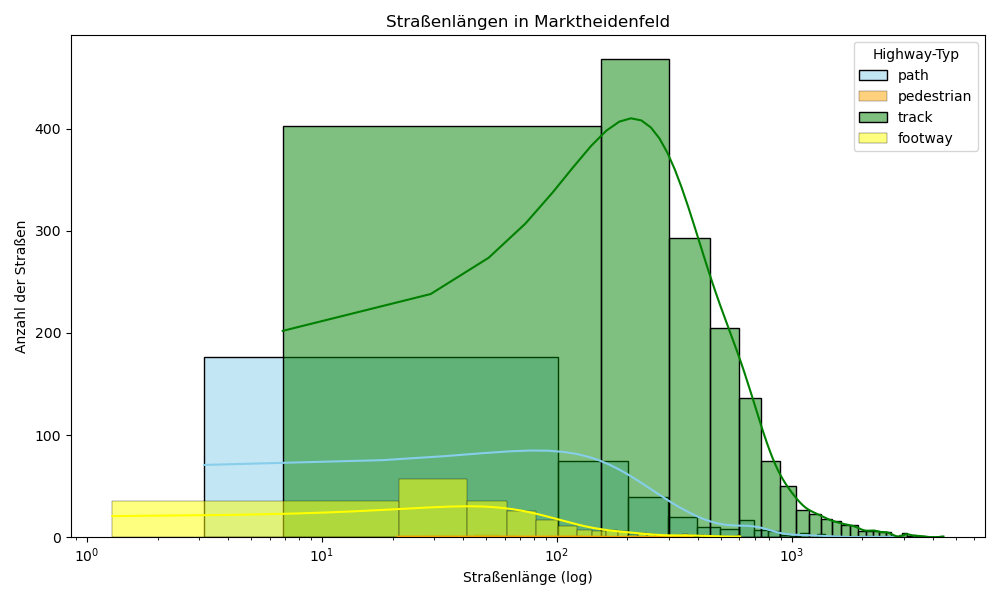 Straßenlängen in Marktheidenfeld
Highway-Typ
path
pedestrian
track
footway
Anzahl der Straßen
400
300
200
100
0
10⁰
10¹
10²
10³
Straßenlänge (log)